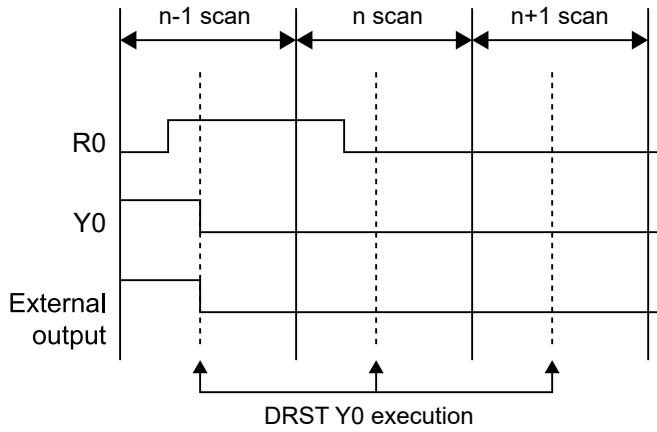 n-1 scan
n scan
n+1 scan
R0
Y0
External
output
DRST Y0 execution